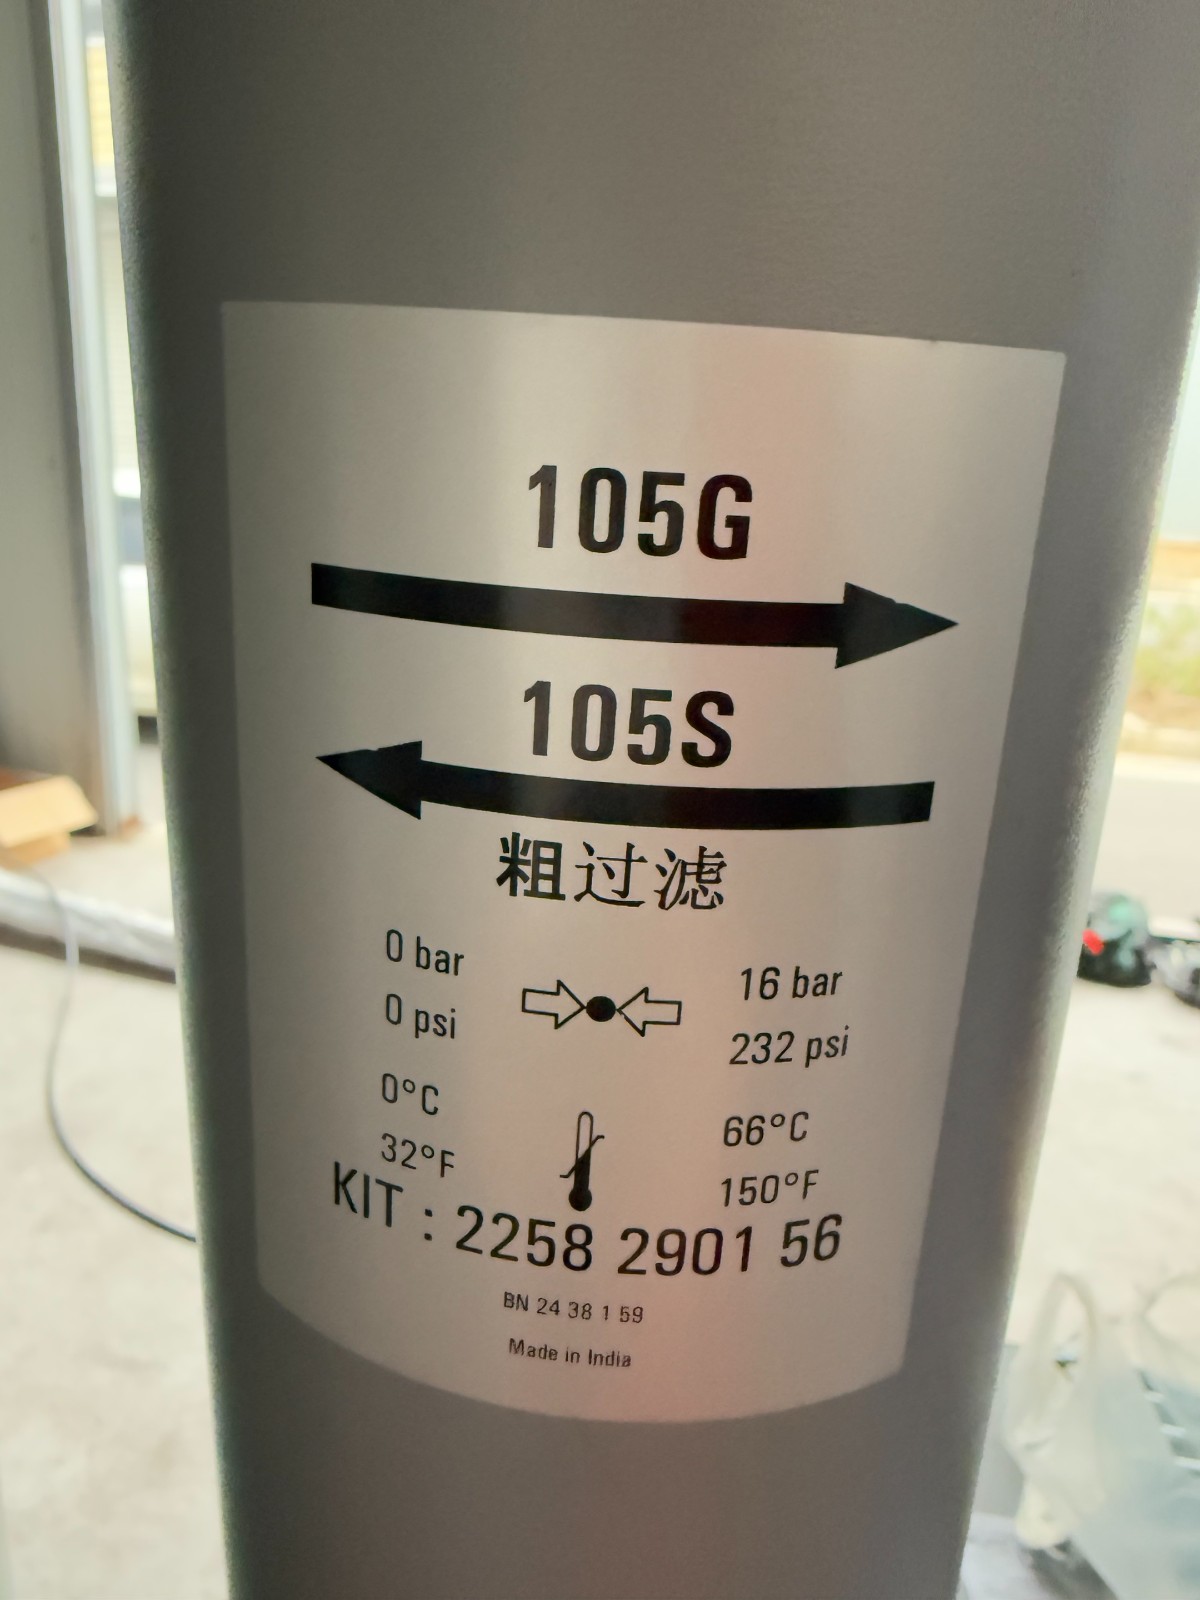 105G
105S
粗过滤
0 bar
16 bar
0 psi
232 psi
0°C
66°C
32°F
150°F
KIT : 2258 2901 56
BN 24 38 1 59
Made in India